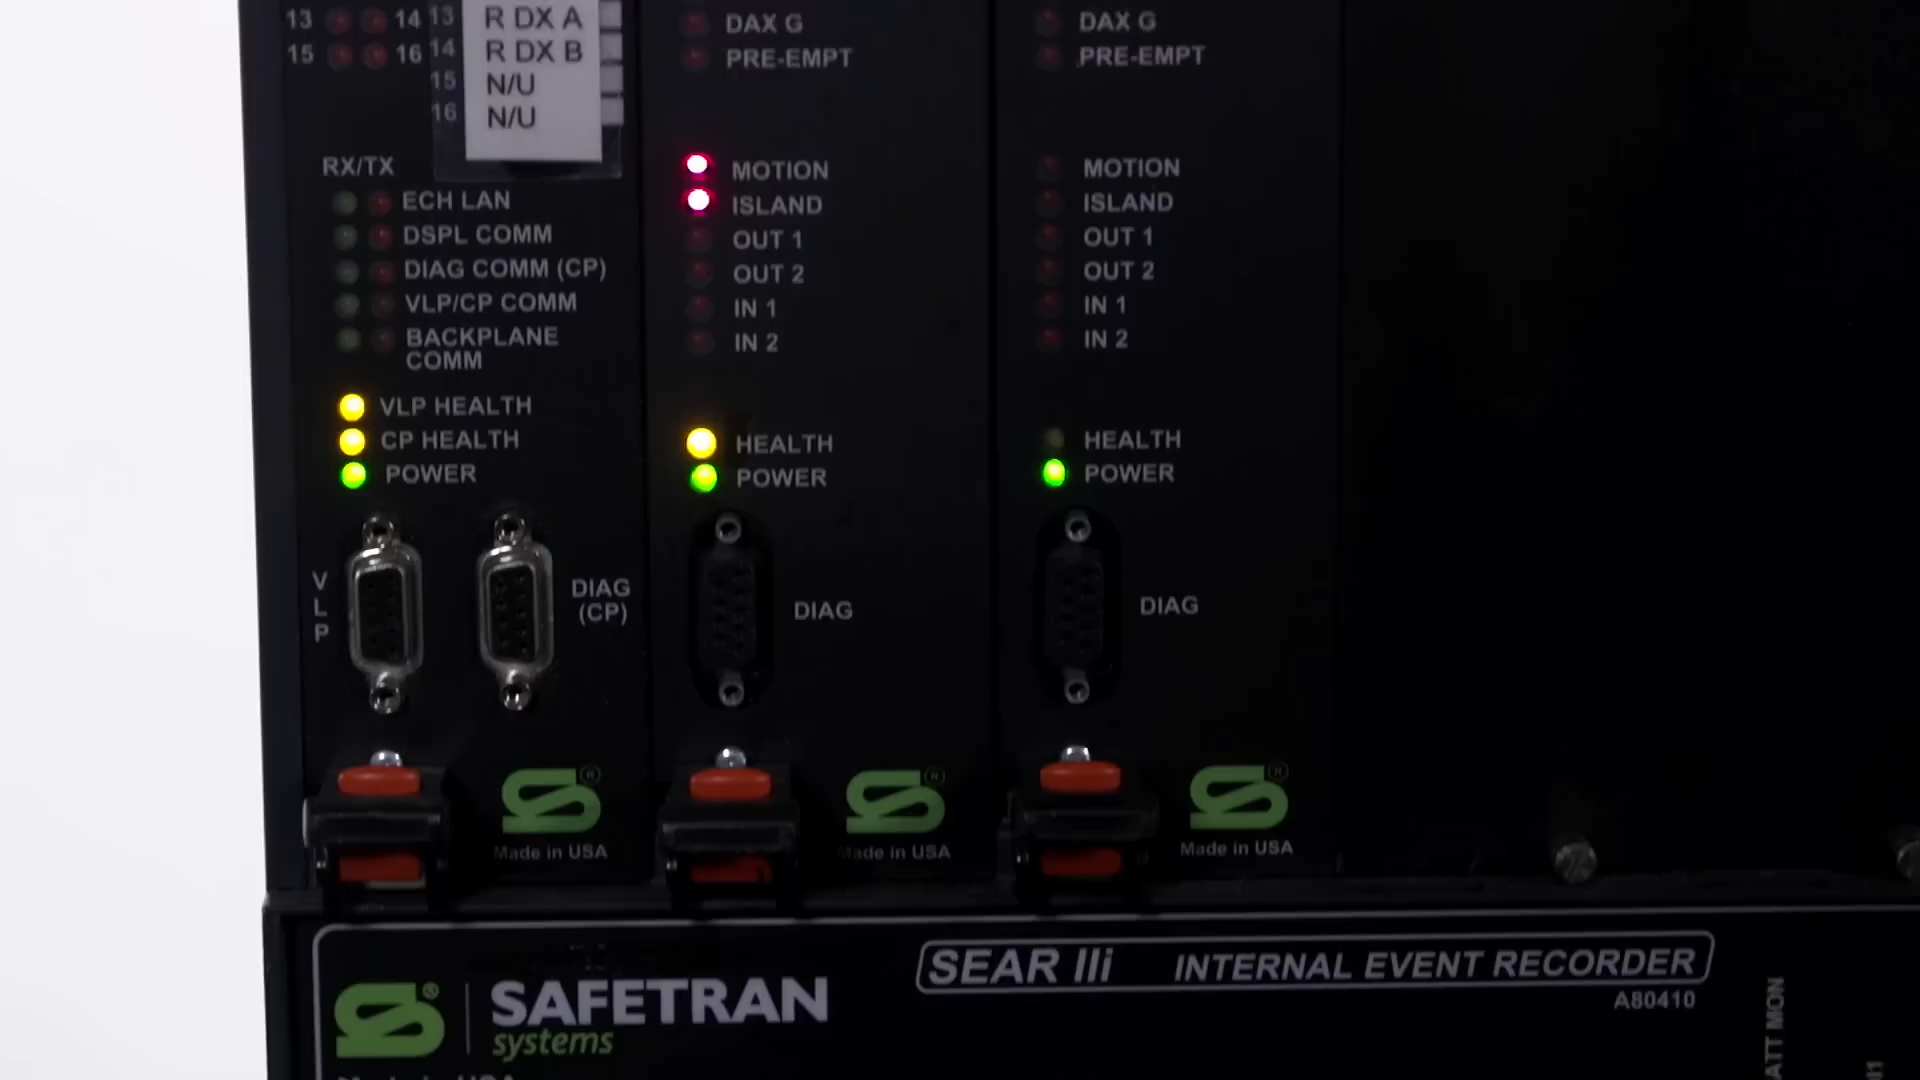 13 14
15 16
13 R DX A
14 R DX B
15 N/U
16 N/U
RX/TX
ECH LAN
DSPL COMM
DIAG COMM (CP)
VLP/CP COMM
BACKPLANE
COMM
VLP HEALTH
CP HEALTH
POWER
VLP
DIAG
(CP)
® Made in USA
DAX G
PRE-EMPT
MOTION
ISLAND
OUT 1
OUT 2
IN 1
IN 2
HEALTH
POWER
DIAG
®
Made in USA
DAX G
PRE-EMPT
MOTION
ISLAND
OUT 1
OUT 2
IN 1
IN 2
HEALTH
POWER
DIAG
®
Made in USA
SEAR IIi INTERNAL EVENT RECORDER
A80410
® SAFETRAN
systems
MON